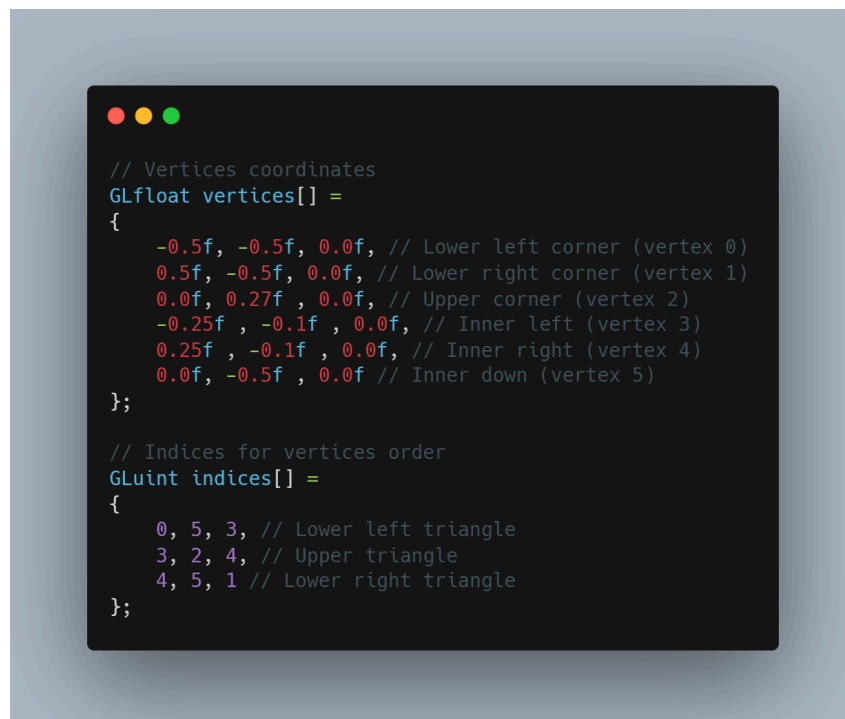 // Vertices coordinates
GLfloat vertices[] =
{
    -0.5f, -0.5f, 0.0f, // Lower left corner (vertex 0)
    0.5f, -0.5f, 0.0f, // Lower right corner (vertex 1)
    0.0f, 0.27f , 0.0f, // Upper corner (vertex 2)
    -0.25f , -0.1f , 0.0f, // Inner left (vertex 3)
    0.25f , -0.1f , 0.0f, // Inner right (vertex 4)
    0.0f, -0.5f , 0.0f // Inner down (vertex 5)
};

// Indices for vertices order
GLuint indices[] =
{
    0, 5, 3, // Lower left triangle
    3, 2, 4, // Upper triangle
    4, 5, 1 // Lower right triangle
};